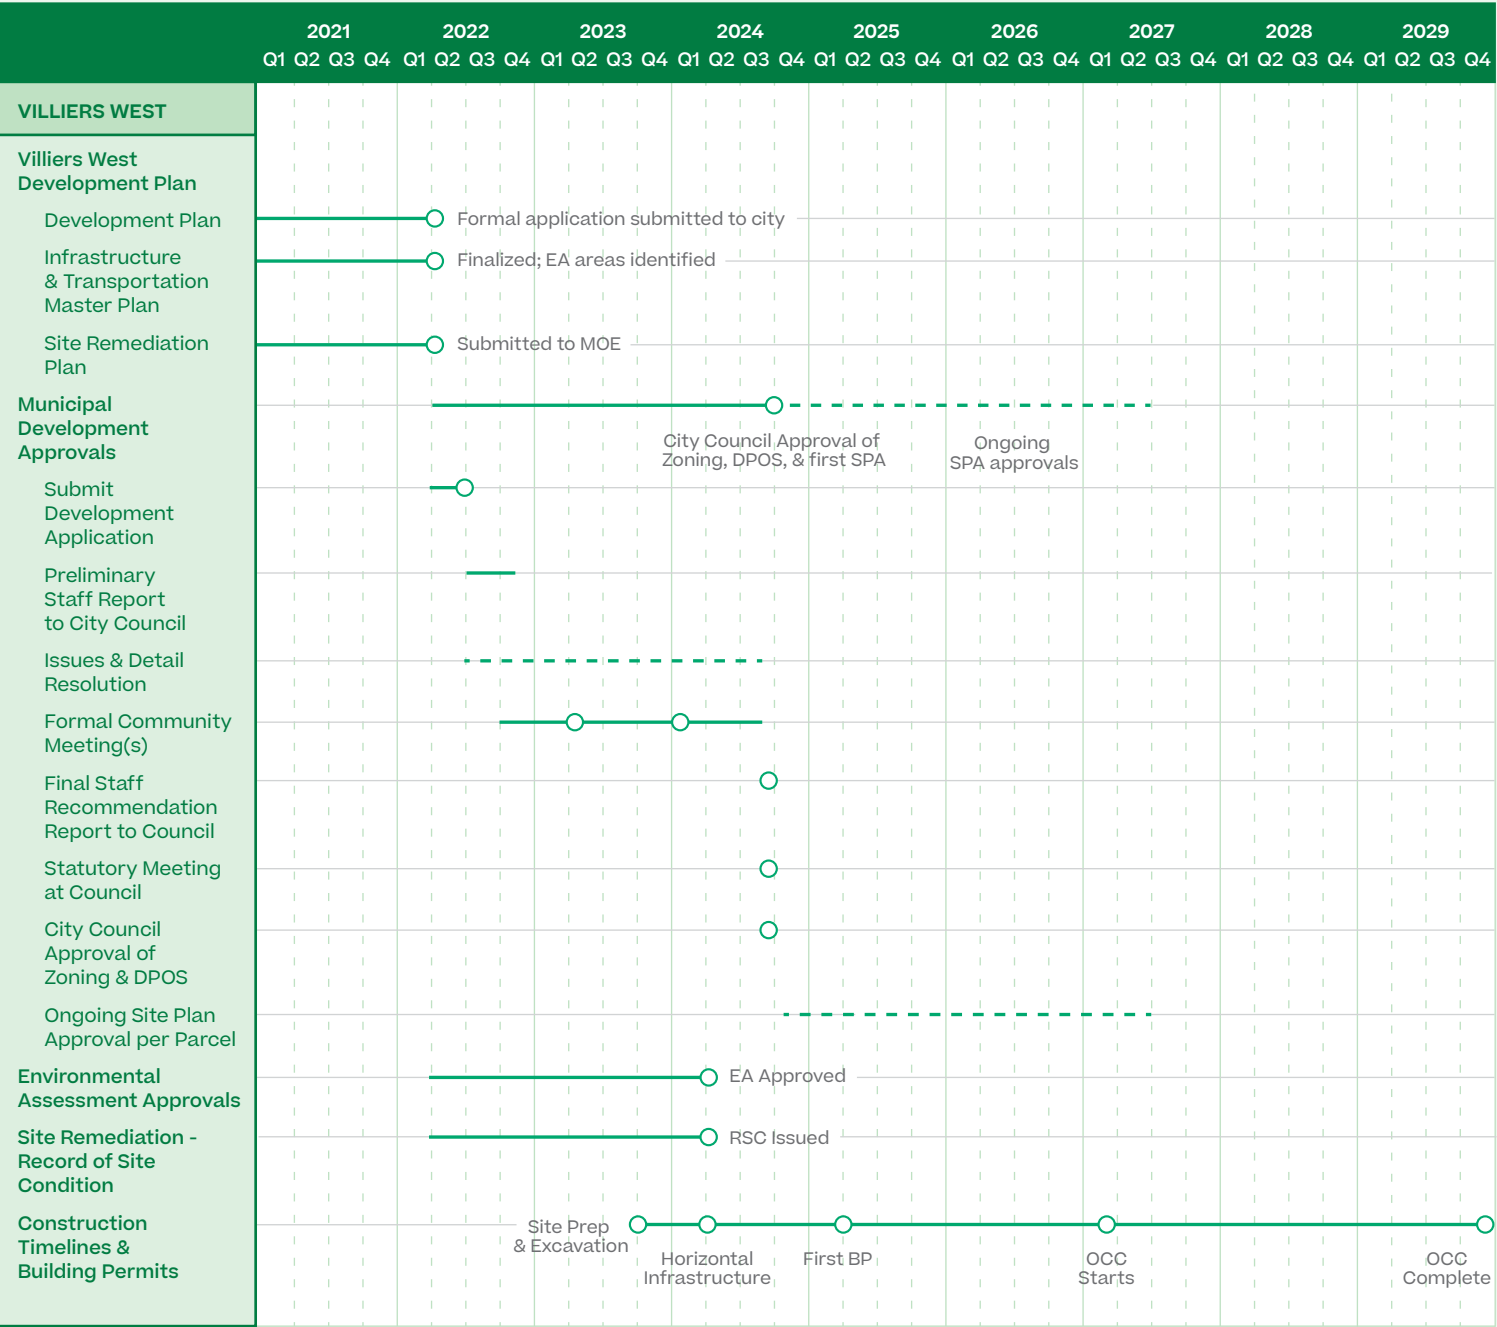 2021 2022 2023 2024 2025 2026 2027 2028 2029
Q1 Q2 Q3 Q4 Q1 Q2 Q3 Q4 Q1 Q2 Q3 Q4 Q1 Q2 Q3 Q4 Q1 Q2 Q3 Q4 Q1 Q2 Q3 Q4 Q1 Q2 Q3 Q4 Q1 Q2 Q3 Q4 Q1 Q2 Q3 Q4
VILLIERS WEST
Villiers West
Development Plan
Development Plan
Formal application submitted to city
Infrastructure
& Transportation
Master Plan
Finalized; EA areas identified
Site Remediation
Plan
Submitted to MOE
Municipal
Development
Approvals
City Council Approval of
Zoning, DPOS, & first SPA
Ongoing
SPA approvals
Submit
Development
Application
Preliminary
Staff Report
to City Council
Issues & Detail
Resolution
Formal Community
Meeting(s)
Final Staff
Recommendation
Report to Council
Statutory Meeting
at Council
City Council
Approval of
Zoning & DPOS
Ongoing Site Plan
Approval per Parcel
Environmental
Assessment Approvals
EA Approved
Site Remediation -
Record of Site
Condition
RSC Issued
Construction
Timelines &
Building Permits
Site Prep
& Excavation
Horizontal
Infrastructure
First BP
OCC
Starts
OCC
Complete